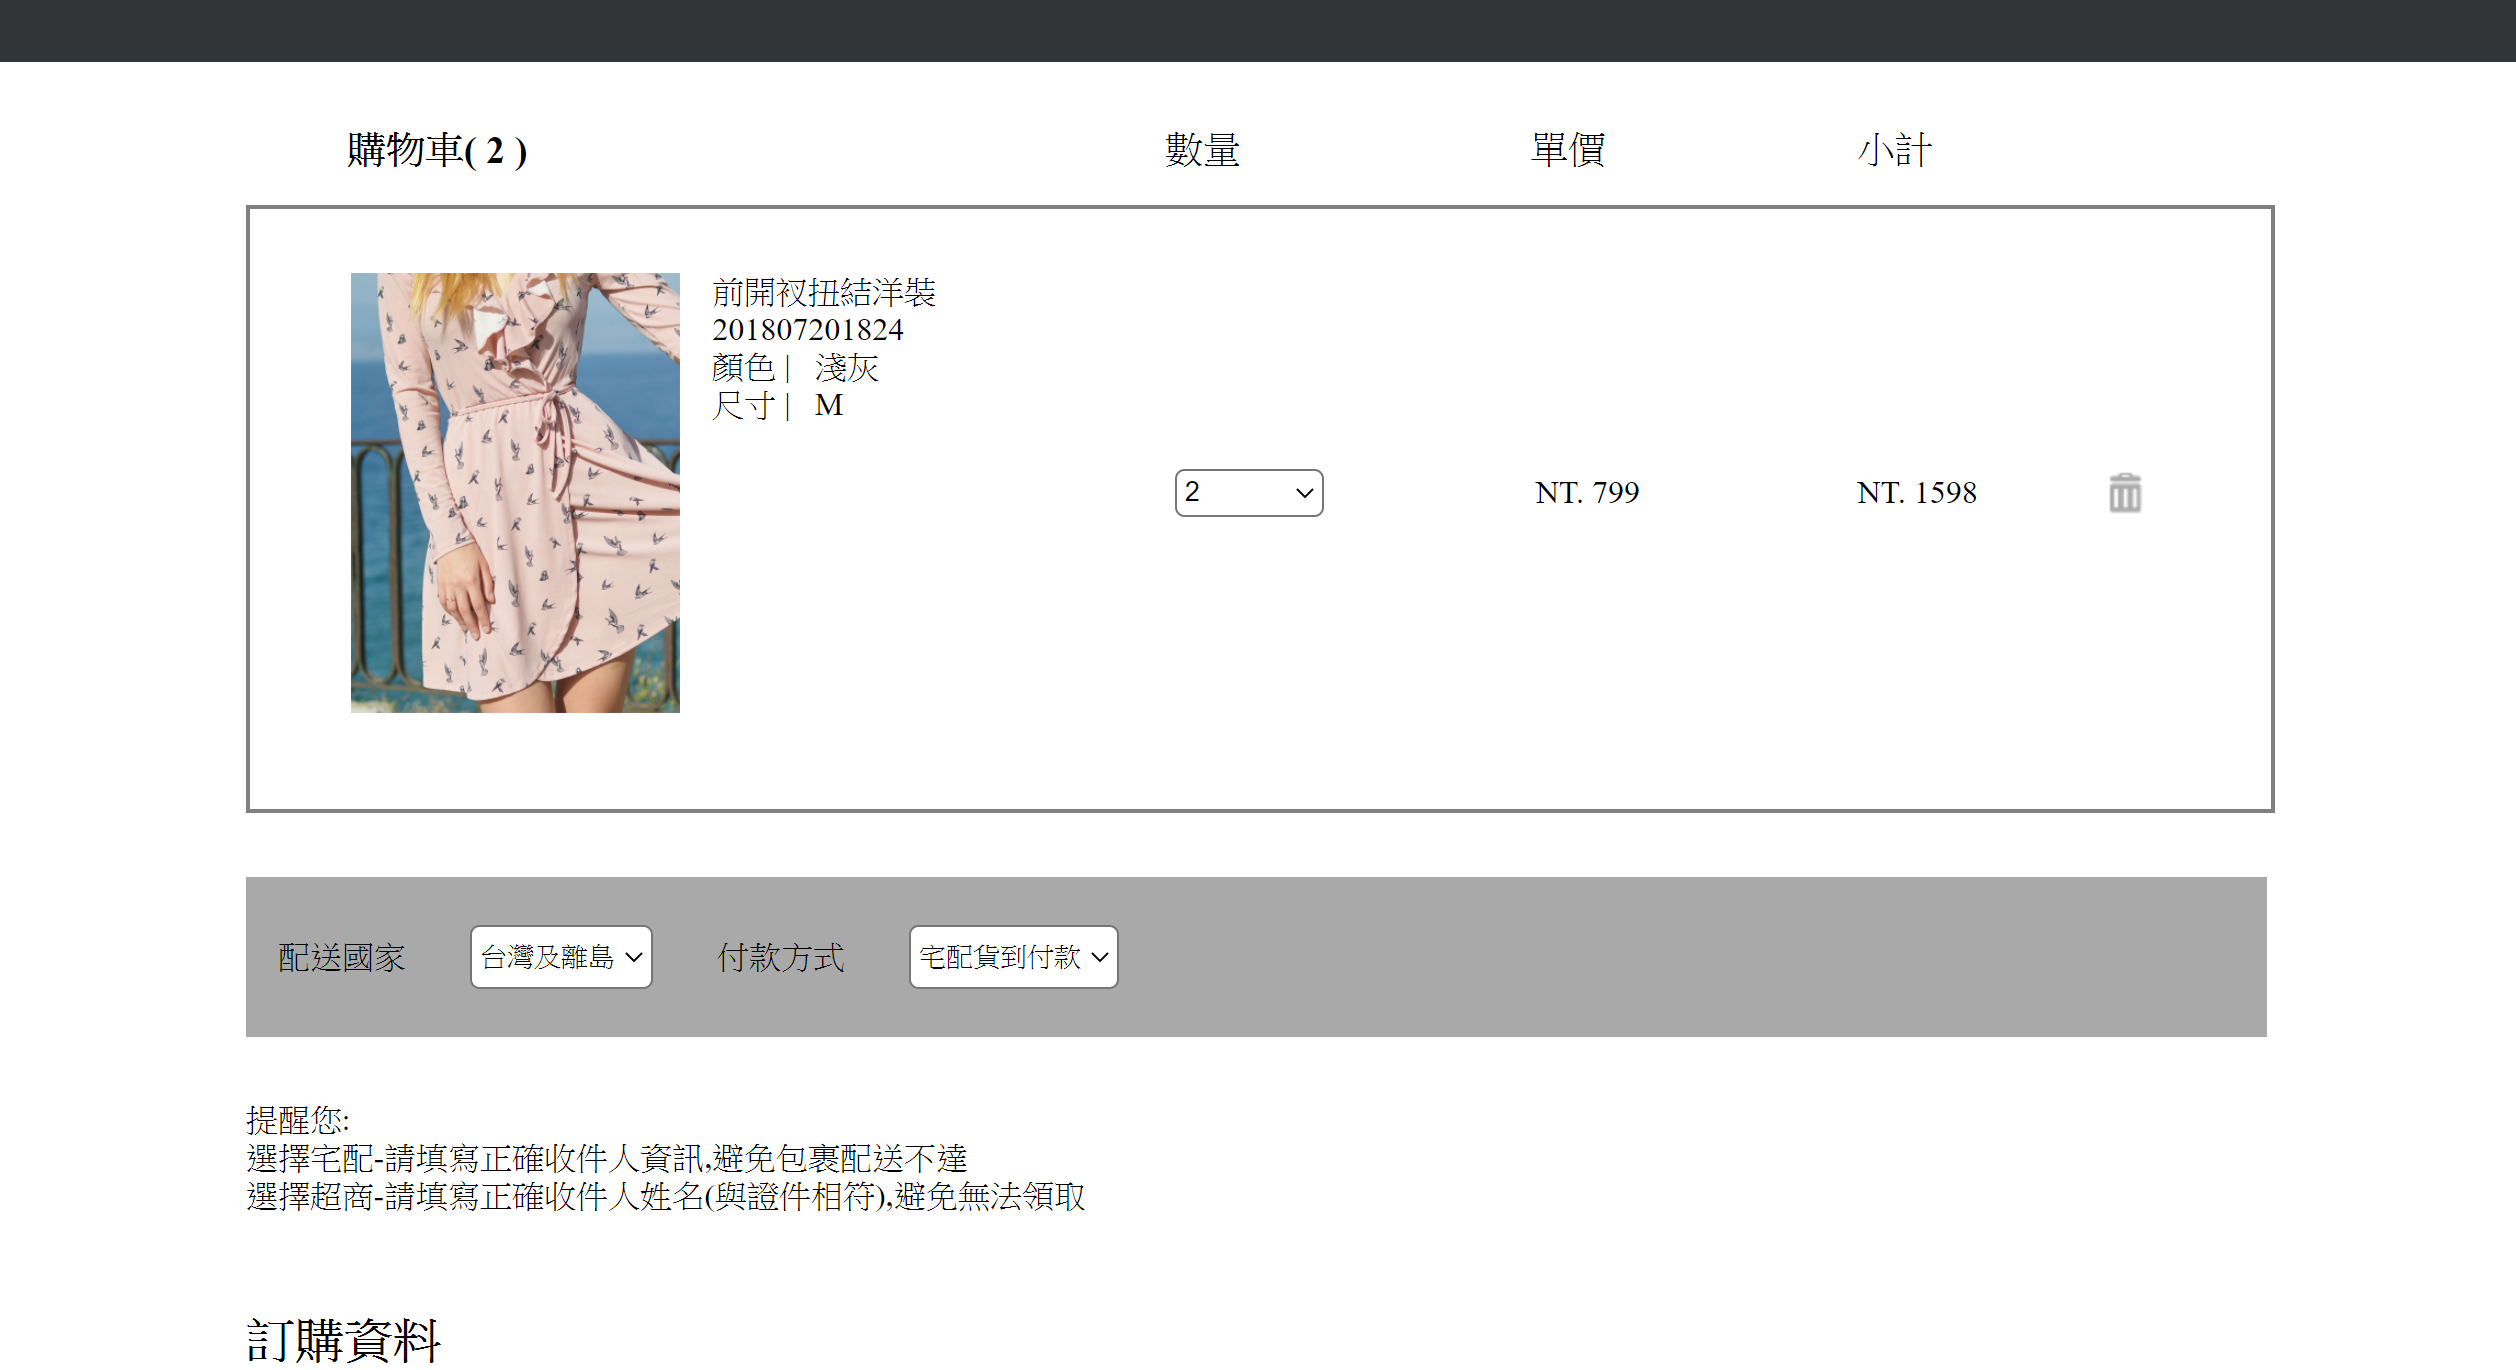 購物車( 2 ) 數量 單價 小計
前開衩扭結洋裝
201807201824
顏色 | 淺灰
尺寸 | M
2 NT. 799 NT. 1598
配送國家 台灣及離島 付款方式 宅配貨到付款
提醒您:
選擇宅配-請填寫正確收件人資訊,避免包裹配送不達
選擇超商-請填寫正確收件人姓名(與證件相符),避免無法領取
訂購資料